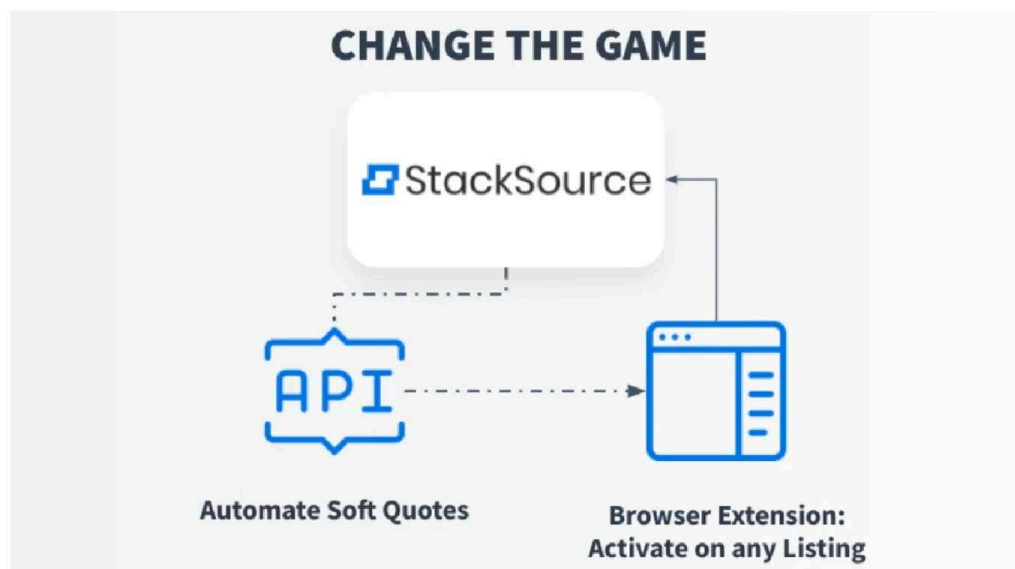 CHANGE THE GAME
StackSource
API
Automate Soft Quotes
Browser Extension:
Activate on any Listing